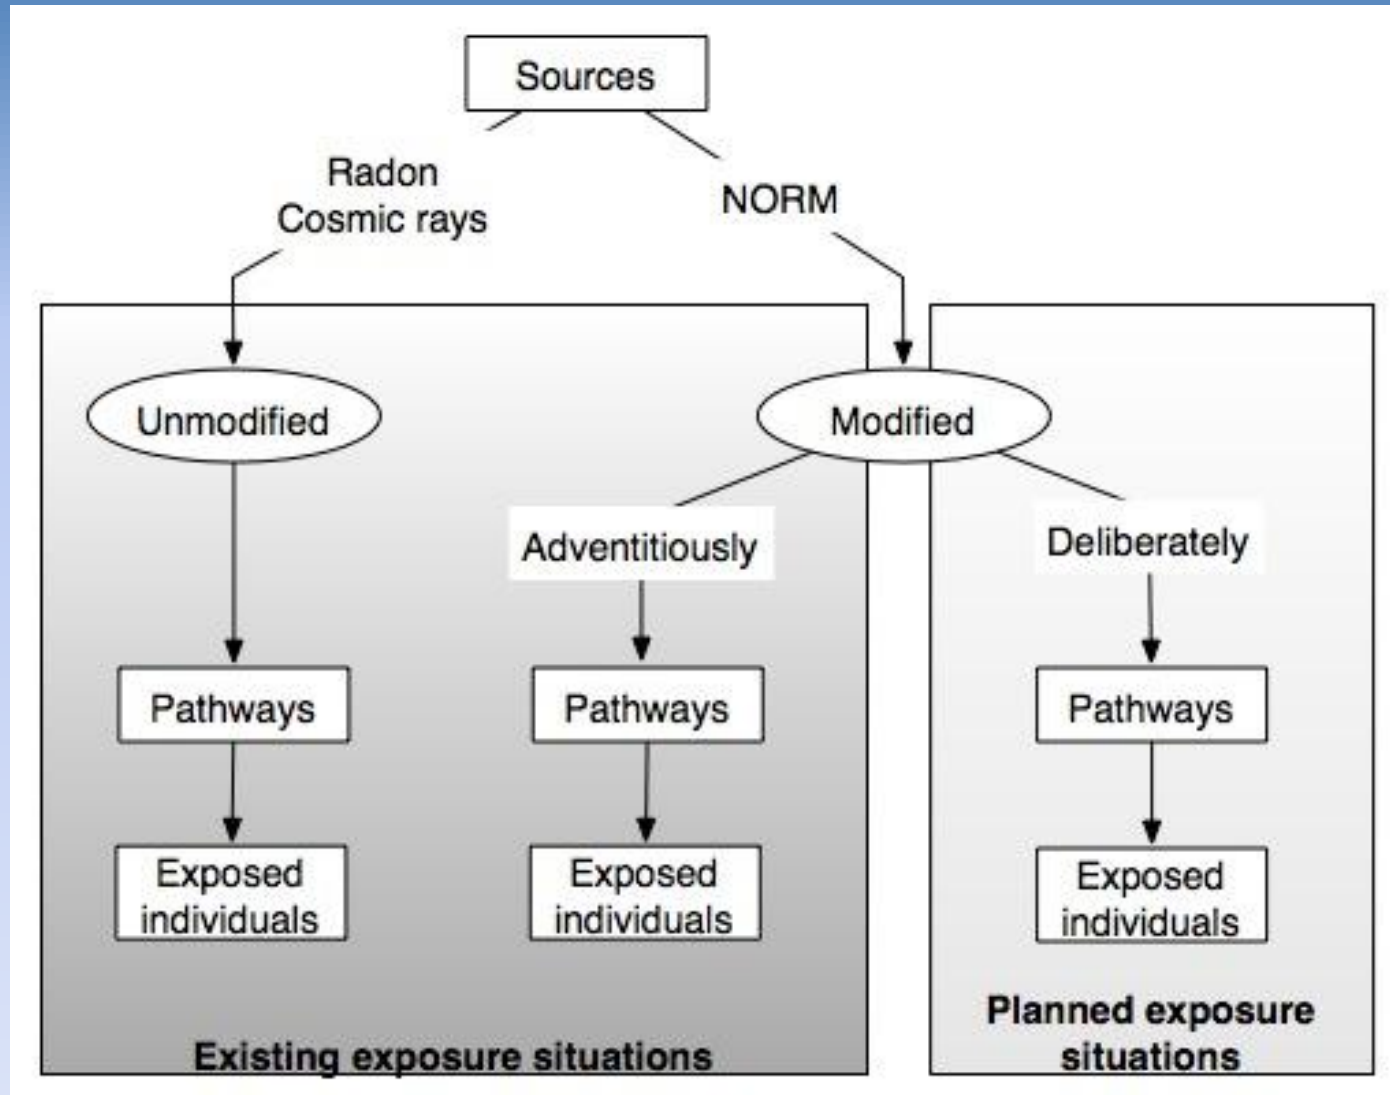 Sources
Radon
Cosmic rays
NORM
Unmodified
Modified
Adventitiously
Deliberately
Pathways
Pathways
Pathways
Exposed
individuals
Exposed
individuals
Exposed
individuals
Existing exposure situations
Planned exposure
situations